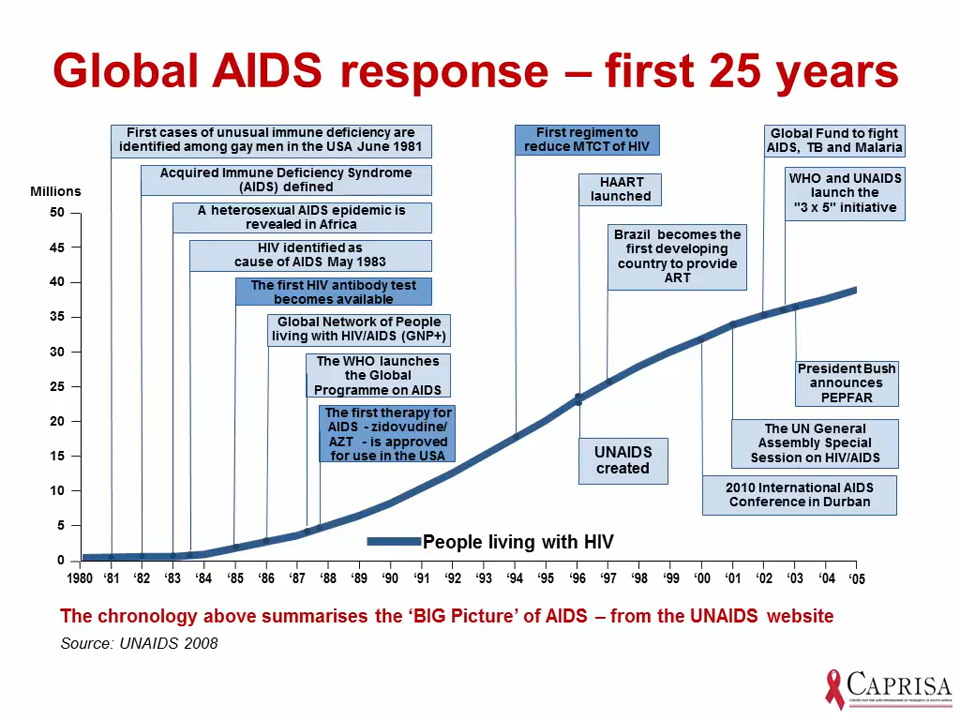 Global AIDS response – first 25 years
First cases of unusual immune deficiency are
identified among gay men in the USA June 1981
Acquired Immune Deficiency Syndrome
(AIDS) defined
A heterosexual AIDS epidemic is
revealed in Africa
HIV identified as
cause of AIDS May 1983
The first HIV antibody test
becomes available
Global Network of People
living with HIV/AIDS (GNP+)
The WHO launches
the Global
Programme on AIDS
The first therapy for
AIDS - zidovudine/
AZT - is approved
for use in the USA
First regimen to
reduce MTCT of HIV
HAART
launched
Brazil becomes the
first developing
country to provide
ART
Global Fund to fight
AIDS, TB and Malaria
WHO and UNAIDS
launch the
"3 x 5" initiative
President Bush
announces
PEPFAR
The UN General
Assembly Special
Session on HIV/AIDS
UNAIDS
created
2010 International AIDS
Conference in Durban
Millions
50
45
40
35
30
25
20
15
10
5
0
People living with HIV
1980 ‘81 ‘82 ‘83 ‘84 ‘85 ‘86 ‘87 ‘88 ‘89 ‘90 ‘91 ‘92 ‘93 ‘94 ‘95 ‘96 ‘97 ‘98 ‘99 ‘00 ‘01 ‘02 ‘03 ‘04 ‘05
The chronology above summarises the ‘BIG Picture’ of AIDS – from the UNAIDS website
Source: UNAIDS 2008
CAPRISA